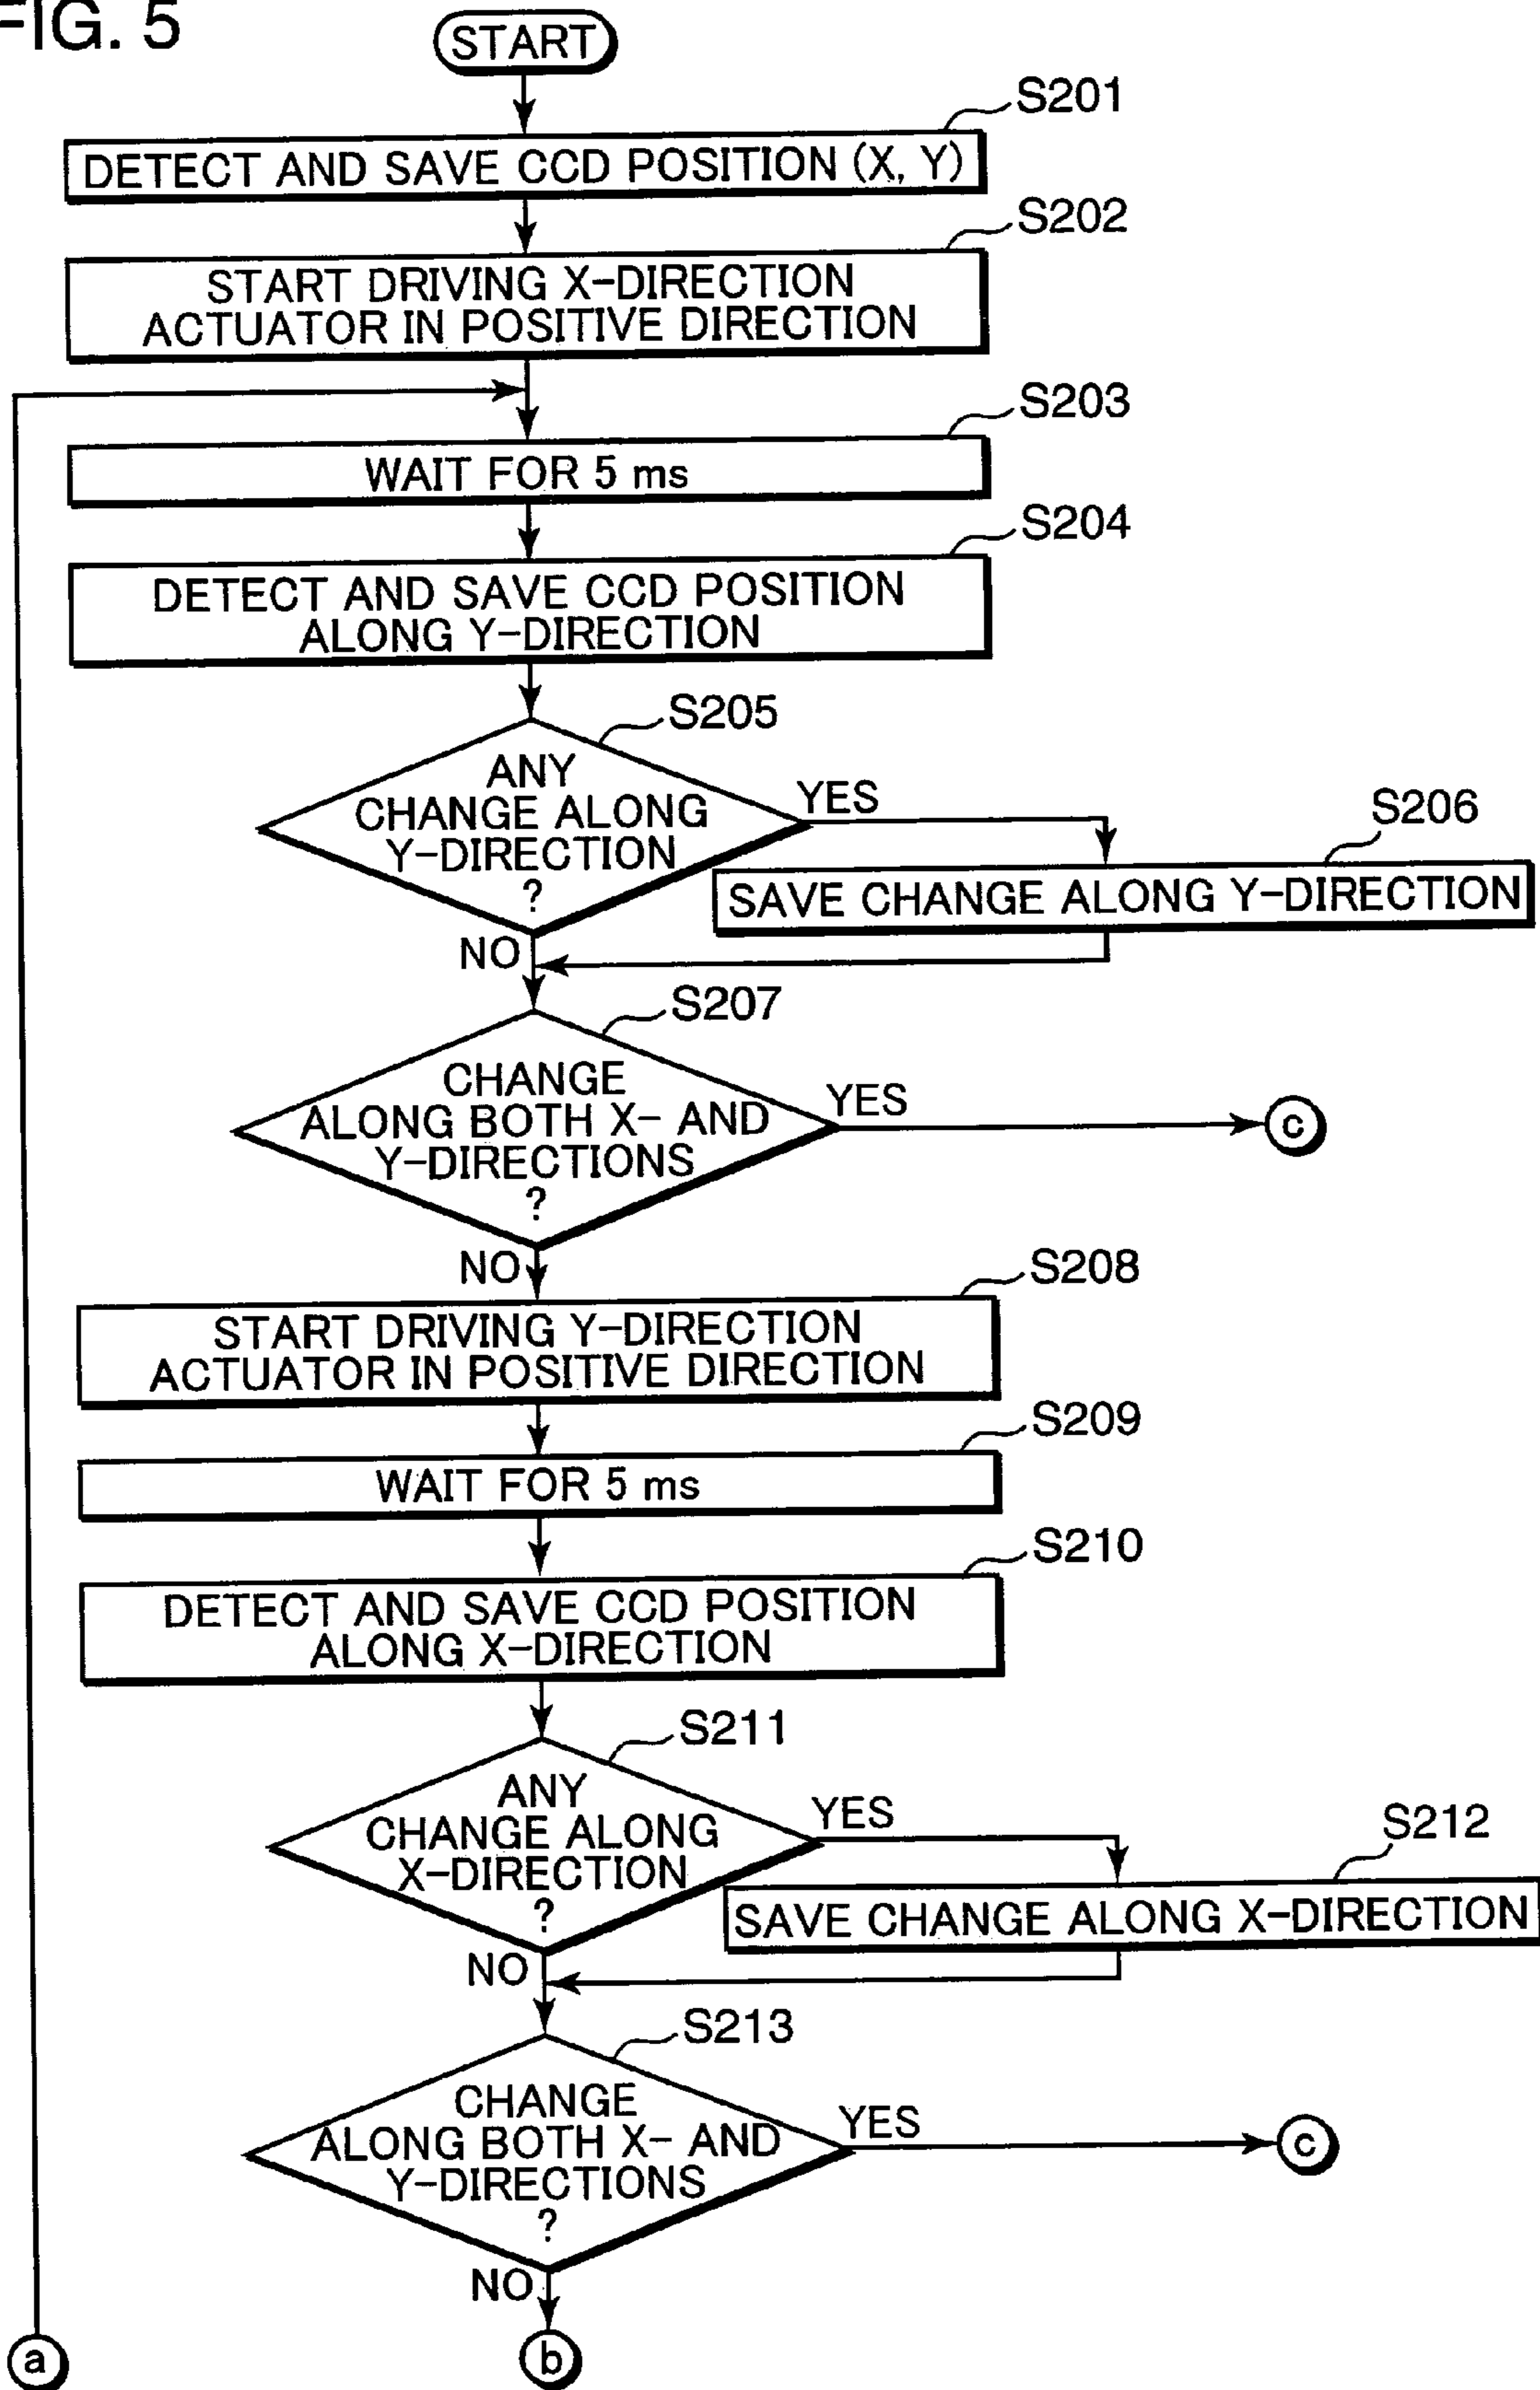 FIG. 5
START
S201
DETECT AND SAVE CCD POSITION (X, Y)
S202
START DRIVING X-DIRECTION
ACTUATOR IN POSITIVE DIRECTION
S203
WAIT FOR 5 ms
S204
DETECT AND SAVE CCD POSITION
ALONG Y-DIRECTION
S205
ANY
CHANGE ALONG
Y-DIRECTION
?
YES
S206
SAVE CHANGE ALONG Y-DIRECTION
NO
S207
CHANGE
ALONG BOTH X- AND
Y-DIRECTIONS
?
YES
c
NO
S208
START DRIVING Y-DIRECTION
ACTUATOR IN POSITIVE DIRECTION
S209
WAIT FOR 5 ms
S210
DETECT AND SAVE CCD POSITION
ALONG X-DIRECTION
S211
ANY
CHANGE ALONG
X-DIRECTION
?
YES
S212
SAVE CHANGE ALONG X-DIRECTION
NO
S213
CHANGE
ALONG BOTH X- AND
Y-DIRECTIONS
?
YES
c
NO
a
b